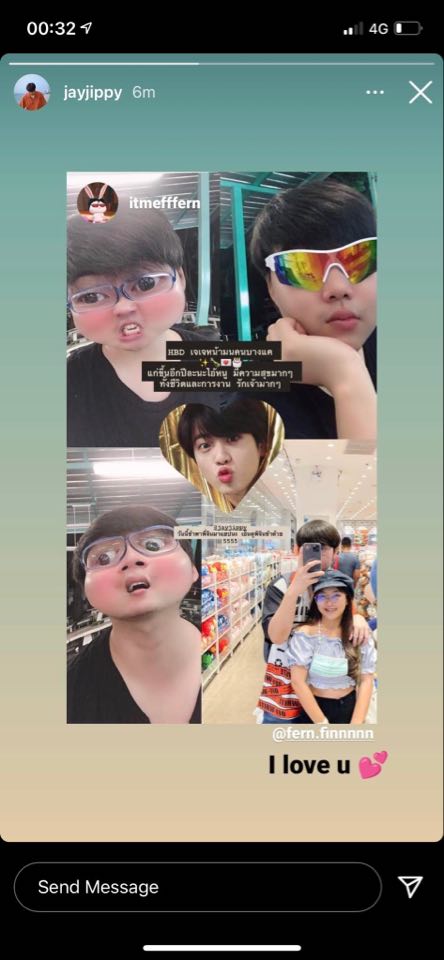 00:32
4G
jayjippy 6m
itmefffern
HBD เจเจหน้ามนคนบางแค
แก่ขึ้นอีกปีละนะไอ้หนู มีความสุขมากๆ
ทั้งชีวิตและการงาน รักเจ้ามากๆ
@JAYJIPPY
5555
@fern.finnnnn
I love u
Send Message